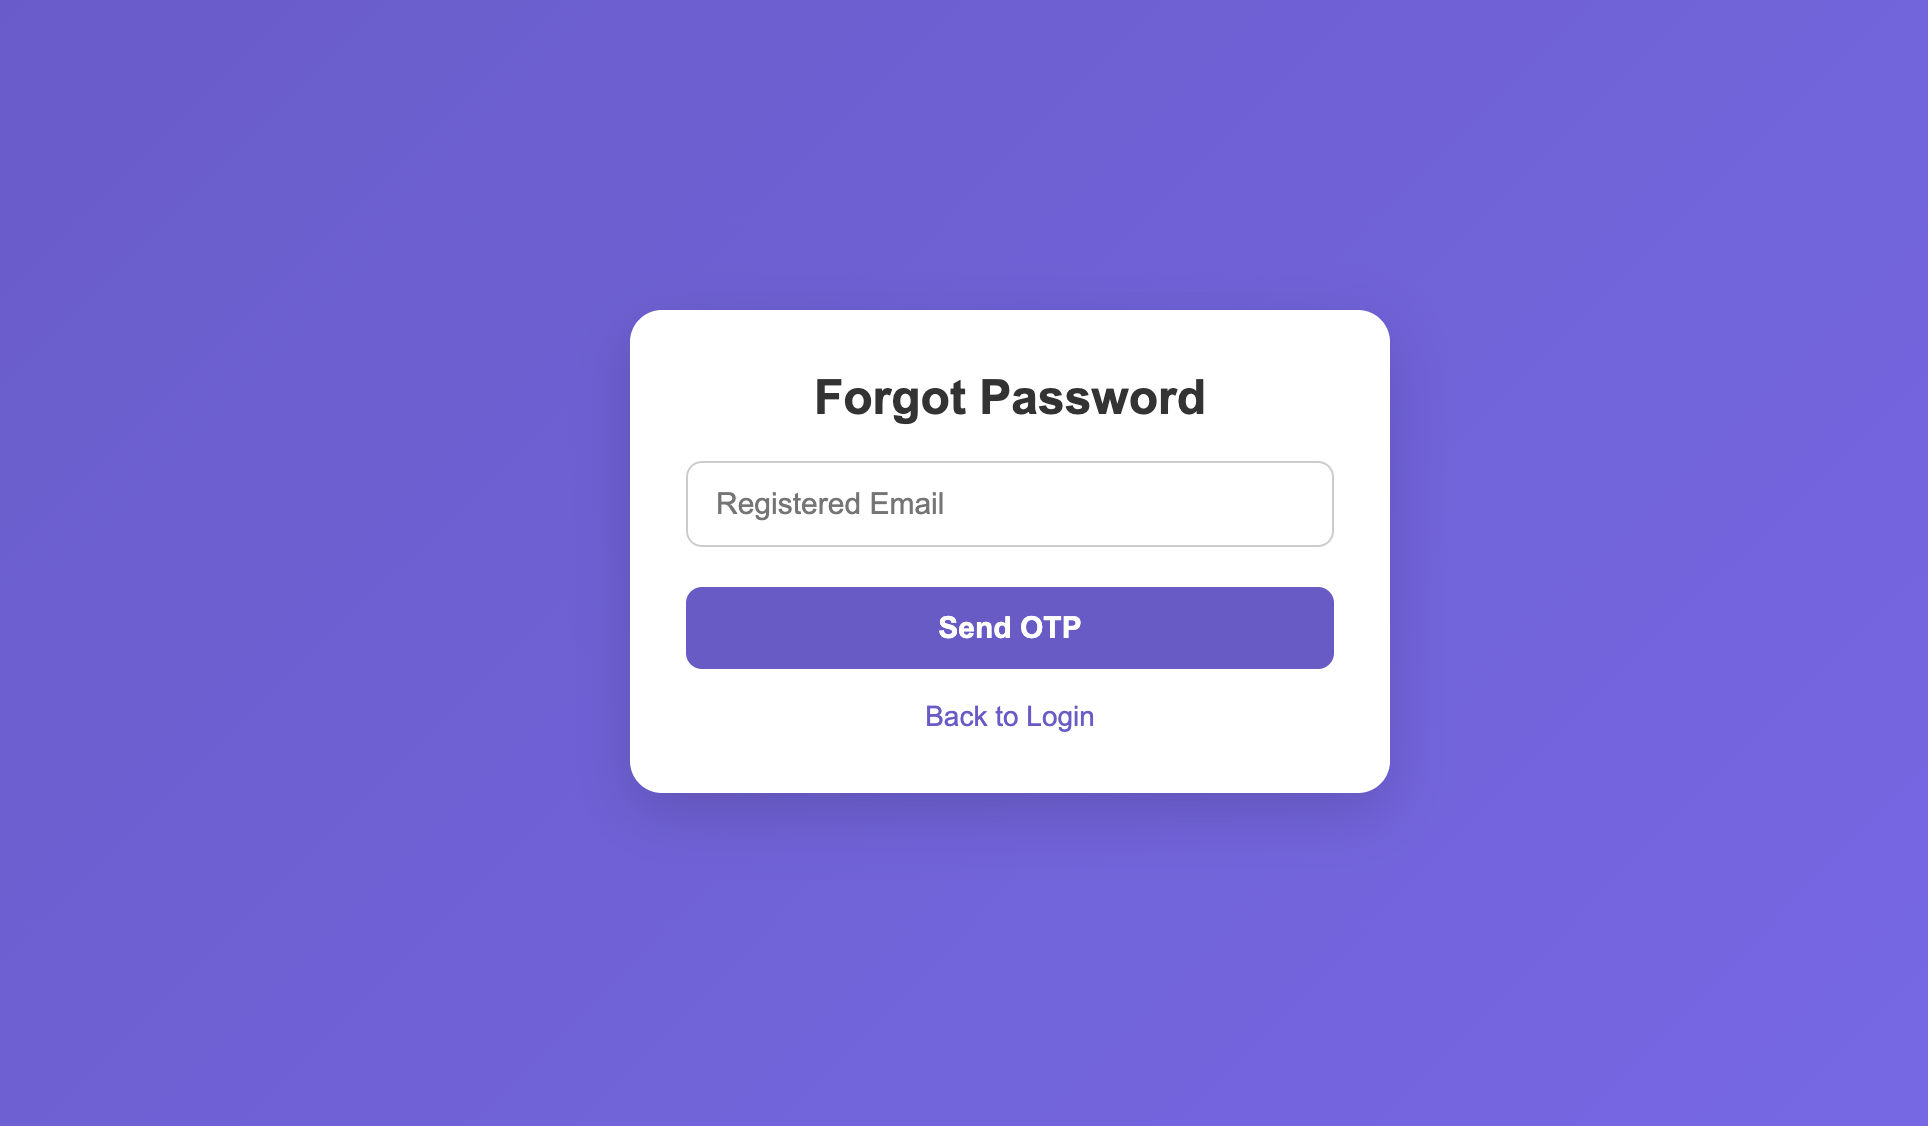 Forgot Password
Registered Email
Send OTP
Back to Login